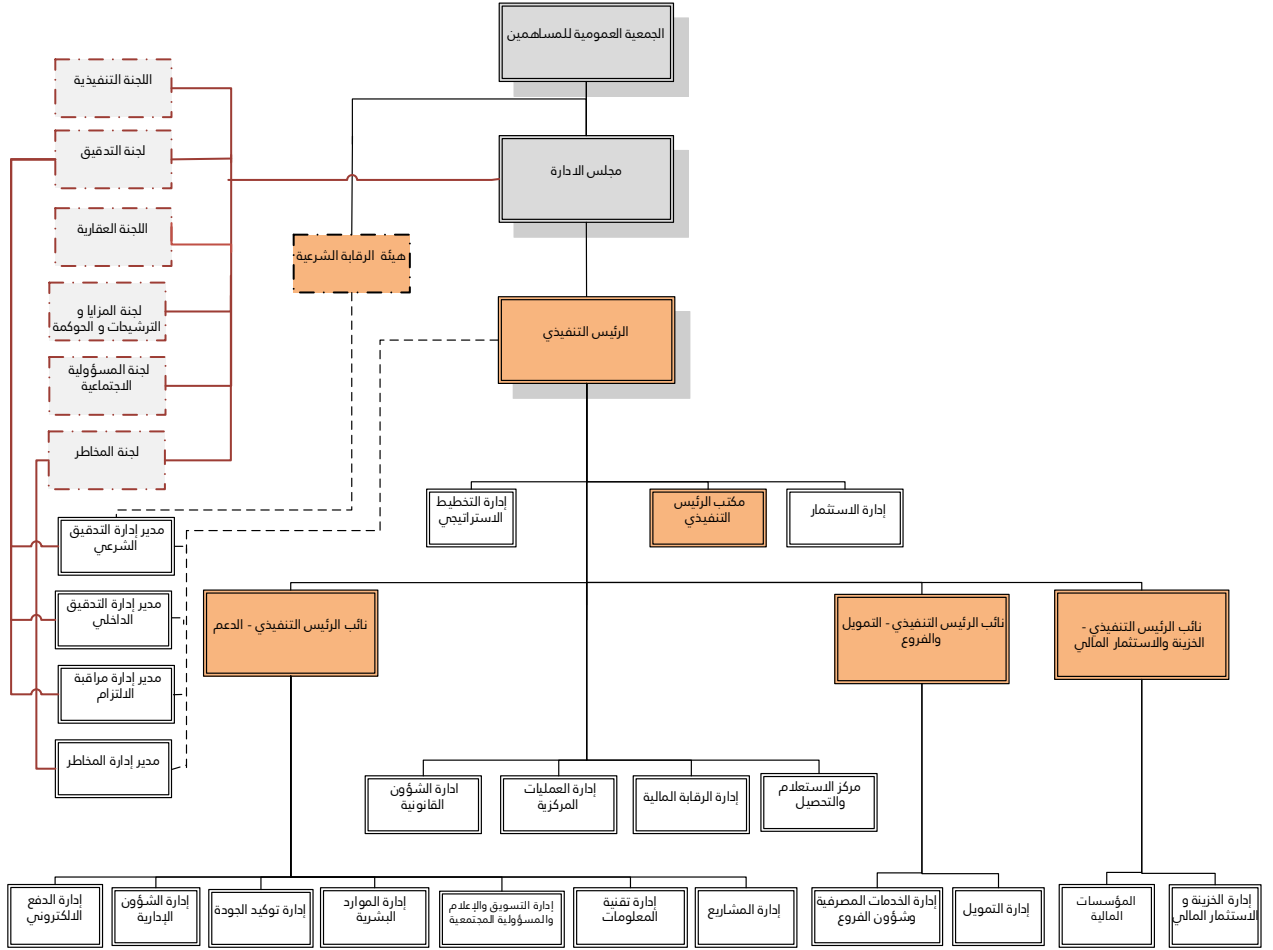 الجمعية العمومية للمساهمين
مجلس الادارة
اللجنة التنفيذية
لجنة التدقيق
اللجنة العقارية
لجنة المزايا و
الترشيحات و الحوكمة
لجنة المسؤولية
الاجتماعية
لجنة المخاطر
هيئة الرقابة الشرعية
الرئيس التنفيذي
إدارة الاستثمار
مكتب الرئيس
التنفيذي
إدارة التخطيط
الاستراتيجي
مدير إدارة التدقيق
الشرعي
مدير إدارة التدقيق
الداخلي
مدير إدارة مراقبة
الالتزام
مدير إدارة المخاطر
نائب الرئيس التنفيذي -
الخزينة والاستثمار المالي
نائب الرئيس التنفيذي - التمويل
والفروع
نائب الرئيس التنفيذي - الدعم
مركز الاستعلام
والتحصيل
إدارة الرقابة المالية
إدارة العمليات
المركزية
ادارة الشؤون
القانونية
إدارة الخزينة و
الاستثمار المالي
المؤسسات
المالية
إدارة التمويل
إدارة الخدمات المصرفية
وشؤون الفروع
إدارة المشاريع
إدارة تقنية
المعلومات
إدارة التسويق والإعلام
والمسؤولية المجتمعية
إدارة الموارد
البشرية
إدارة توكيد الجودة
إدارة الشؤون
الإدارية
إدارة الدفع
الالكتروني